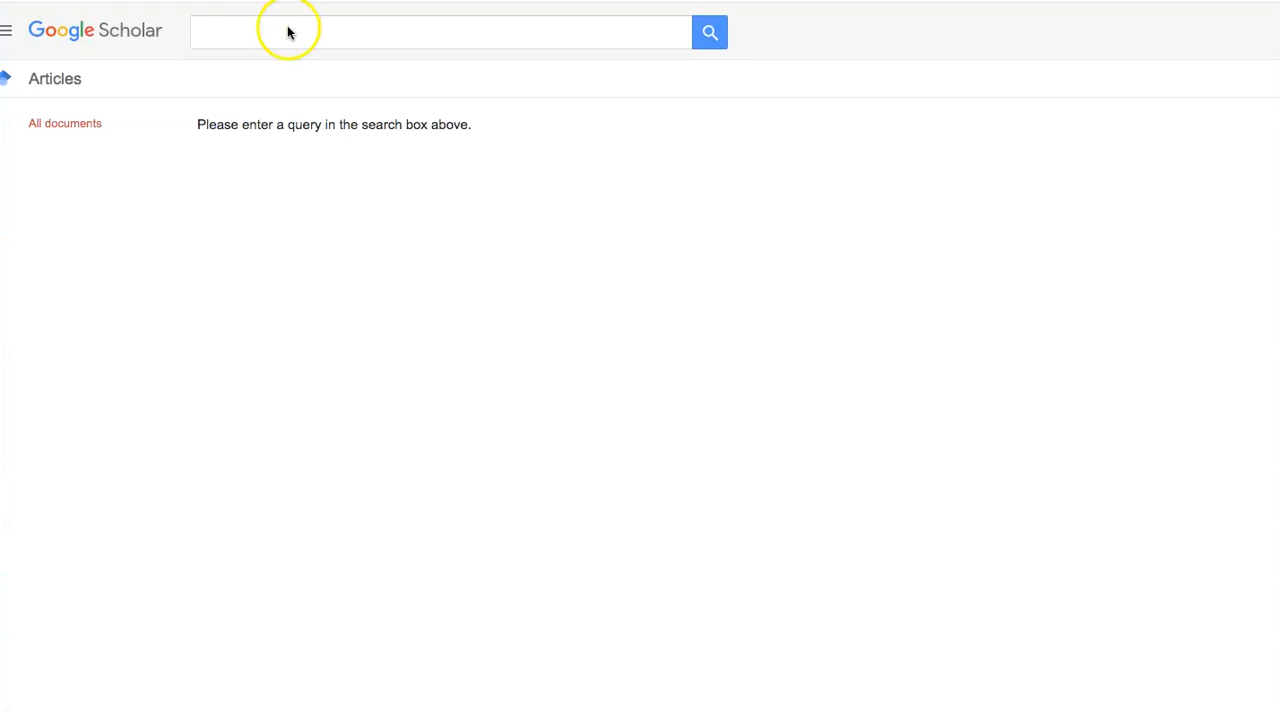 Google Scholar
Articles
All documents
Please enter a query in the search box above.